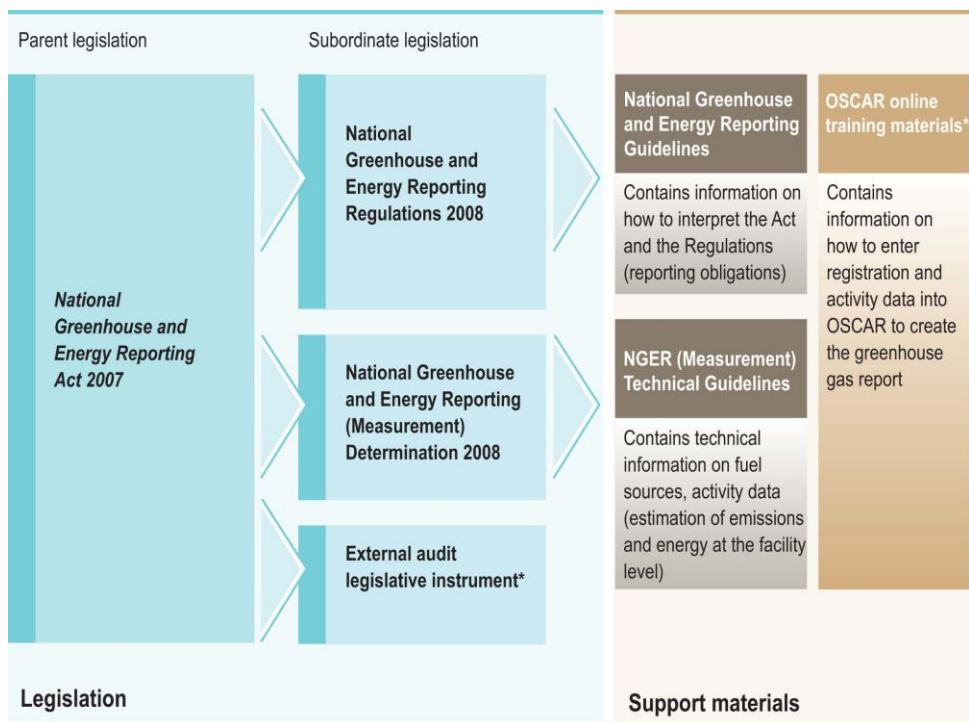 Parent legislation
Subordinate legislation
National
Greenhouse and
Energy Reporting
Act 2007
National
Greenhouse and
Energy Reporting
Regulations 2008
National Greenhouse
and Energy Reporting
(Measurement)
Determination 2008
External audit
legislative instrument*
Legislation
National Greenhouse
and Energy Reporting
Guidelines
Contains information on
how to interpret the Act
and the Regulations
(reporting obligations)
NGER (Measurement)
Technical Guidelines
Contains technical
information on fuel
sources, activity data
(estimation of emissions
and energy at the facility
level)
OSCAR online
training materials*
Contains
information on
how to enter
registration and
activity data into
OSCAR to create
the greenhouse
gas report
Support materials